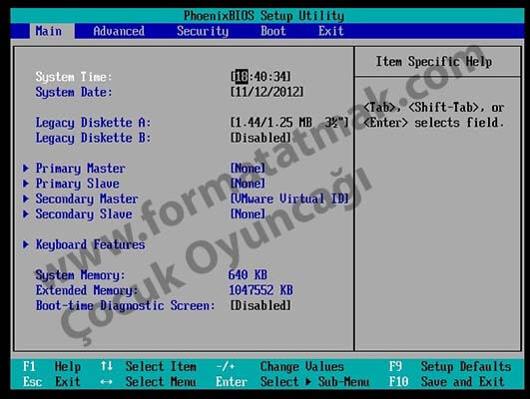 PhoenixBIOS Setup Utility
Main Advanced Security Boot Exit
Item Specific Help
System Time: [18:40:34]
System Date: [11/12/2012]
<Tab>, <Shift-Tab>, or
<Enter> selects field.
Legacy Diskette A: [1.44/1.25 MB 3½"]
Legacy Diskette B: [Disabled]
Primary Master [None]
Primary Slave [None]
Secondary Master [VMware Virtual ID]
Secondary Slave [None]
Keyboard Features
System Memory: 640 KB
Extended Memory: 1047552 KB
Boot-time Diagnostic Screen: [Disabled]
www.formatatmak.com
Çocuk Oyuncağı
F1 Help ↑↓ Select Item -/+ Change Values F9 Setup Defaults
Esc Exit ↔ Select Menu Enter Select ▶ Sub-Menu F10 Save and Exit